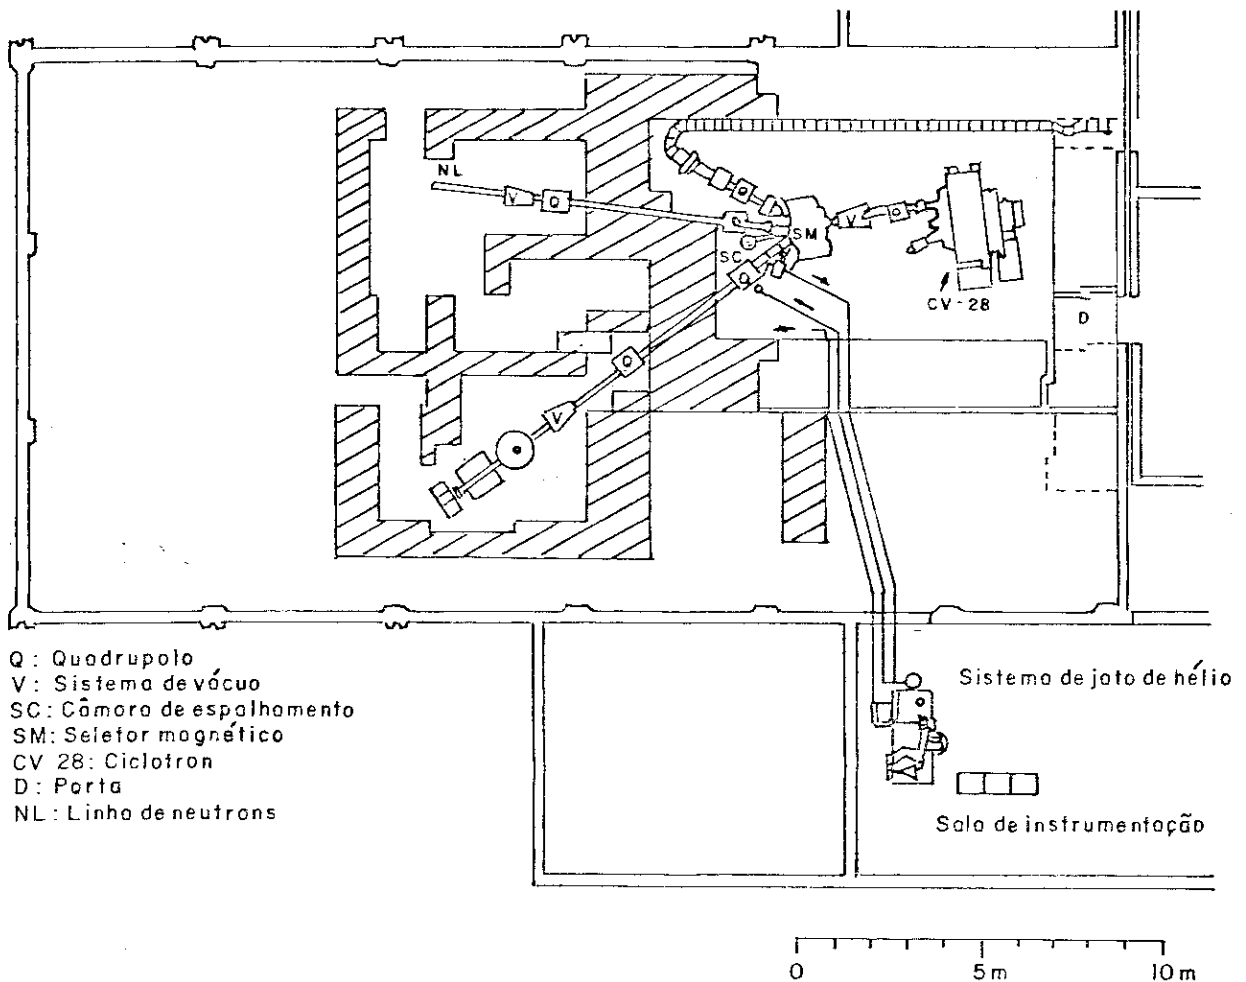 NL
V
Q
Q
Q
SM
V
Q
SC
Q
CV-28
D
Q
V
Q: Quadrupolo
V: Sistema de vácuo
SC: Câmara de espalhamento
SM: Seletor magnético
CV 28: Ciclotron
D: Porta
NL: Linha de neutrons
Sistema de jato de hélio
Sala de instrumentação
0 5m 10 m